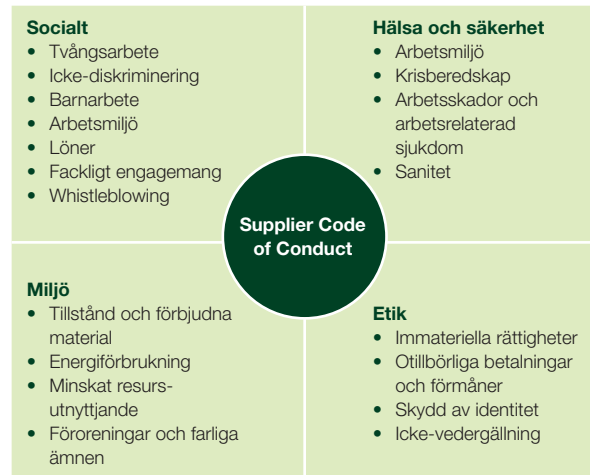 Socialt
• Tvångsarbete
• Icke-diskriminering
• Barnarbete
• Arbetsmiljö
• Löner
• Fackligt engagemang
• Whistleblowing
Hälsa och säkerhet
• Arbetsmiljö
• Krisberedskap
• Arbetsskador och
arbetsrelaterad
sjukdom
• Sanitet
Supplier Code
of Conduct
Miljö
• Tillstånd och förbjudna
material
• Energiförbrukning
• Minskat resurs-
utnyttjande
• Föroreningar och farliga
ämnen
Etik
• Immateriella rättigheter
• Otillbörliga betalningar
och förmåner
• Skydd av identitet
• Icke-vedergällning